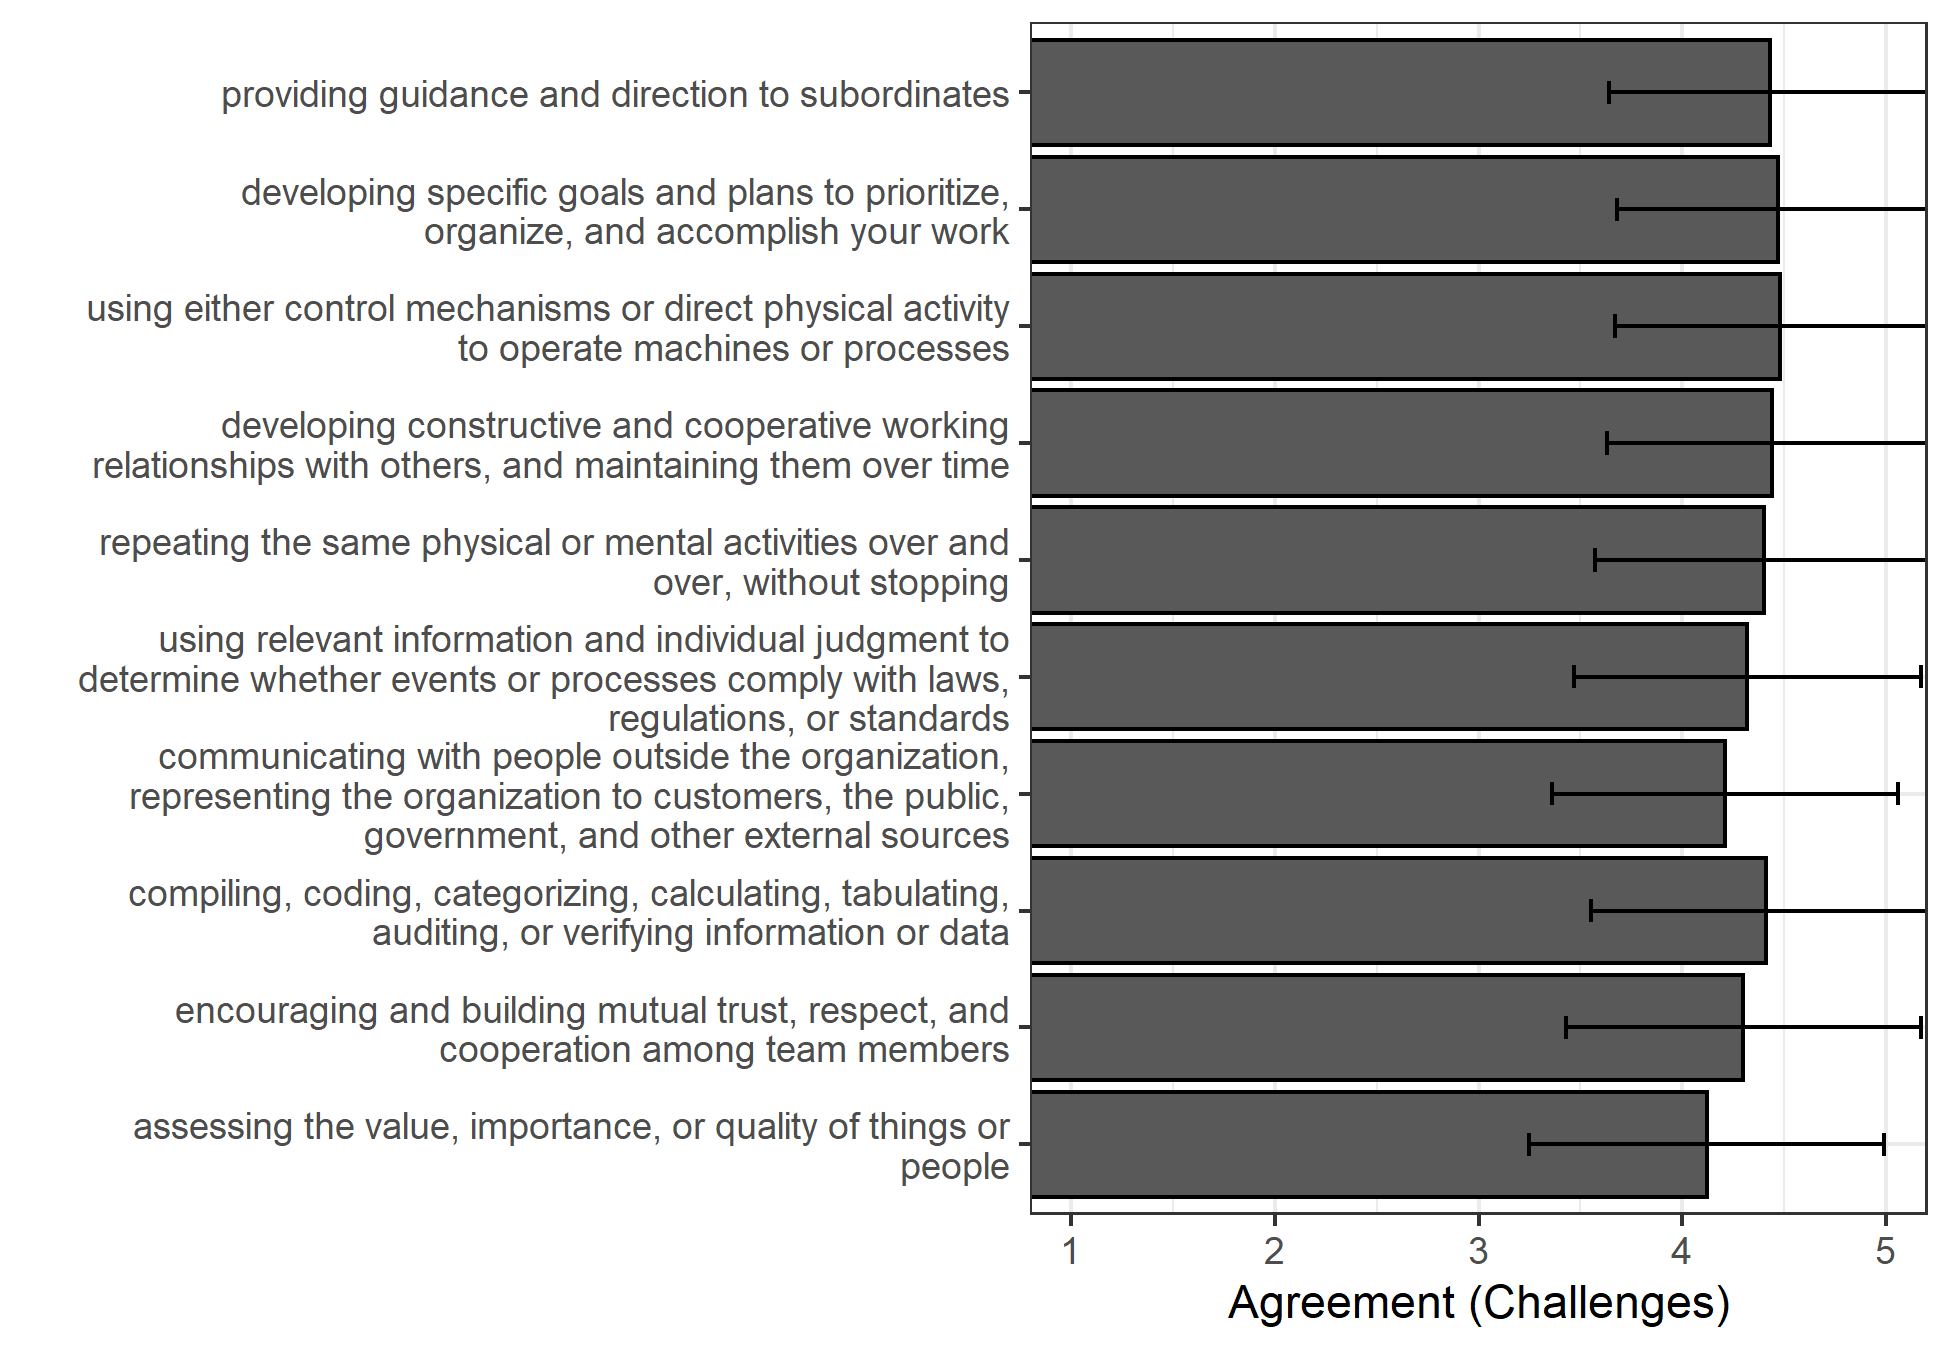 providing guidance and direction to subordinates
developing specific goals and plans to prioritize,
organize, and accomplish your work
using either control mechanisms or direct physical activity
to operate machines or processes
developing constructive and cooperative working
relationships with others, and maintaining them over time
repeating the same physical or mental activities over and
over, without stopping
using relevant information and individual judgment to
determine whether events or processes comply with laws,
regulations, or standards
communicating with people outside the organization,
representing the organization to customers, the public,
government, and other external sources
compiling, coding, categorizing, calculating, tabulating,
auditing, or verifying information or data
encouraging and building mutual trust, respect, and
cooperation among team members
assessing the value, importance, or quality of things or
people
1 2 3 4 5
Agreement (Challenges)